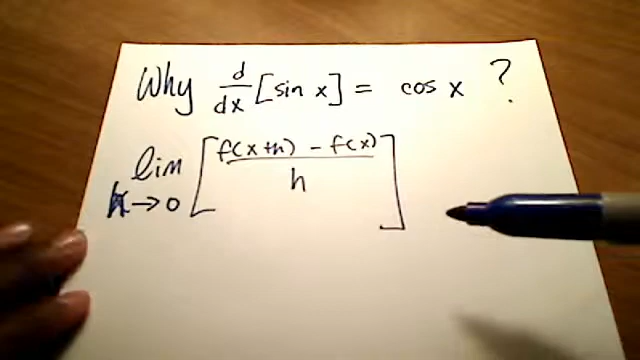 Why d/dx [sin x] = cos x ?
lim h→0 [ f(x+h) - f(x) / h ]